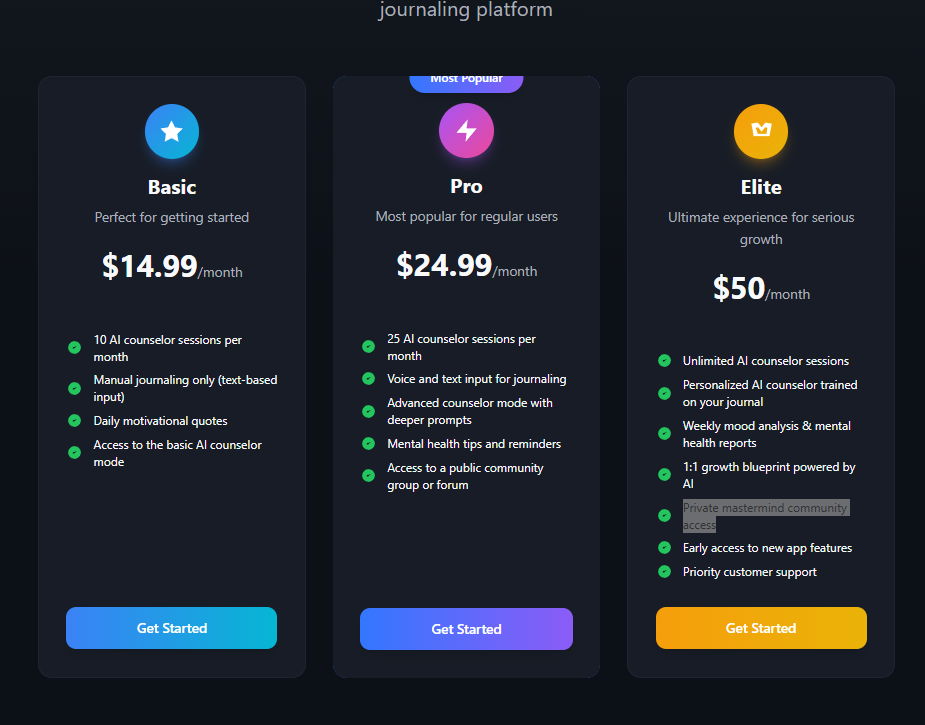 journaling platform
Basic
Perfect for getting started
$14.99/month
10 AI counselor sessions per
month
Manual journaling only (text-based
input)
Daily motivational quotes
Access to the basic AI counselor
mode
Get Started
Most Popular
Pro
Most popular for regular users
$24.99/month
25 AI counselor sessions per
month
Voice and text input for journaling
Advanced counselor mode with
deeper prompts
Mental health tips and reminders
Access to a public community
group or forum
Get Started
Elite
Ultimate experience for serious
growth
$50/month
Unlimited AI counselor sessions
Personalized AI counselor trained
on your journal
Weekly mood analysis & mental
health reports
1:1 growth blueprint powered by
AI
Private mastermind community
access
Early access to new app features
Priority customer support
Get Started